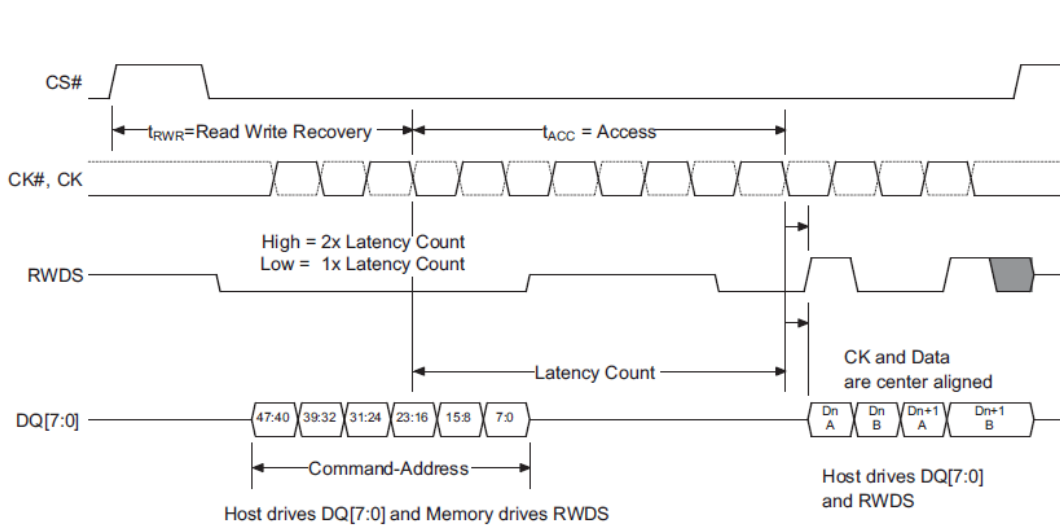 CS#
tRWR=Read Write Recovery
tACC = Access
CK#, CK
High = 2x Latency Count
Low = 1x Latency Count
RWDS
Latency Count
CK and Data
are center aligned
DQ[7:0]
47:40 39:32 31:24 23:16 15:8 7:0
Dn Dn Dn+1 Dn+1
A B A B
Command-Address
Host drives DQ[7:0]
and RWDS
Host drives DQ[7:0] and Memory drives RWDS